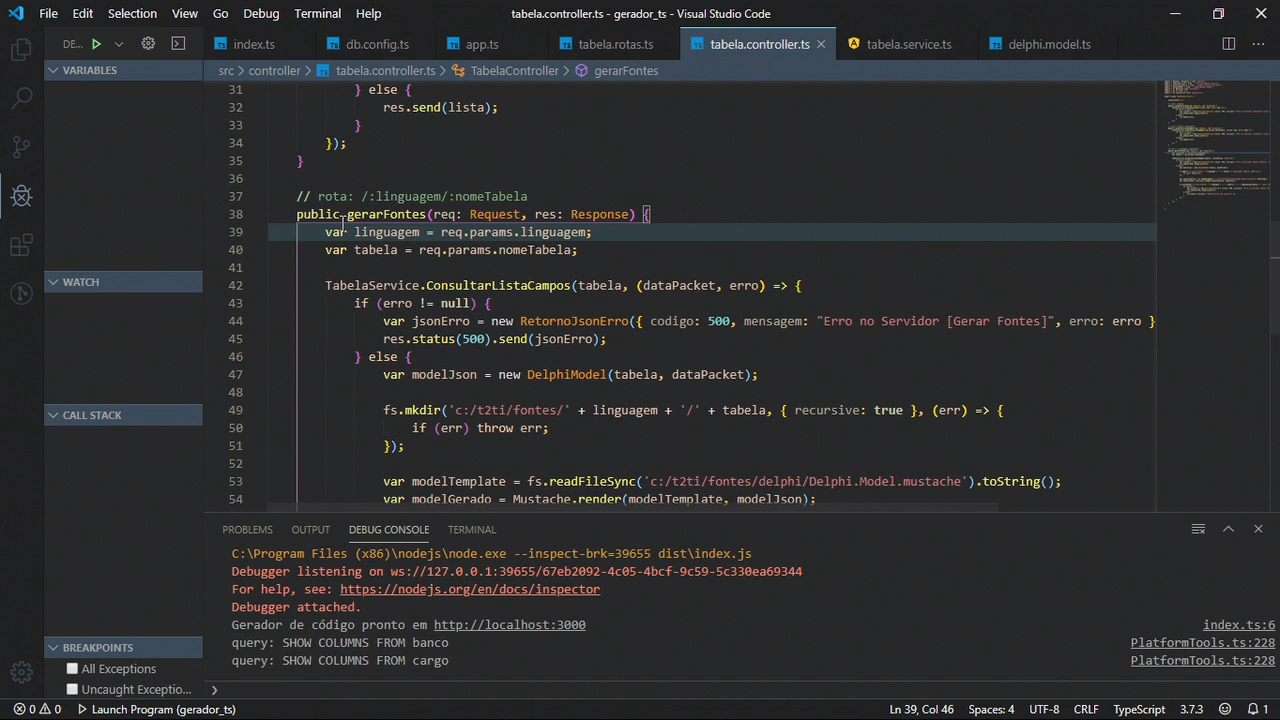 File Edit Selection View Go Debug Terminal Help tabela.controller.ts - gerador_ts - Visual Studio Code
DE... index.ts db.config.ts app.ts tabela.rotas.ts tabela.controller.ts tabela.service.ts delphi.model.ts
VARIABLES
src > controller > tabela.controller.ts > TabelaController > gerarFontes
31 } else {
32 res.send(lista);
33 }
34 });
35 }
36
37 // rota: /:linguagem/:nomeTabela
38 public gerarFontes(req: Request, res: Response) {
39 var linguagem = req.params.linguagem;
40 var tabela = req.params.nomeTabela;
41
42 TabelaService.ConsultarListaCampos(tabela, (dataPacket, erro) => {
43 if (erro != null) {
44 var jsonErro = new RetornoJsonErro({ codigo: 500, mensagem: "Erro no Servidor [Gerar Fontes]", erro: erro }
45 res.status(500).send(jsonErro);
46 } else {
47 var modelJson = new DelphiModel(tabela, dataPacket);
48
49 fs.mkdir('c:/t2ti/fontes/' + linguagem + '/' + tabela, { recursive: true }, (err) => {
50 if (err) throw err;
51 });
52
53 var modelTemplate = fs.readFileSync('c:/t2ti/fontes/delphi/Delphi.Model.mustache').toString();
54 var modelGerado = Mustache.render(modelTemplate, modelJson);
WATCH
CALL STACK
BREAKPOINTS
All Exceptions
Uncaught Exceptio...
PROBLEMS OUTPUT DEBUG CONSOLE TERMINAL
C:\Program Files (x86)\nodejs\node.exe --inspect-brk=39655 dist\index.js
Debugger listening on ws://127.0.0.1:39655/67eb2092-4c05-4bcf-9c59-5c330ea69344
For help, see: https://nodejs.org/en/docs/inspector
Debugger attached.
Gerador de código pronto em http://localhost:3000 index.ts:6
query: SHOW COLUMNS FROM banco PlatformTools.ts:228
query: SHOW COLUMNS FROM cargo PlatformTools.ts:228
0 0 Launch Program (gerador_ts) Ln 39, Col 46 Spaces: 4 UTF-8 CRLF TypeScript 3.7.3 1